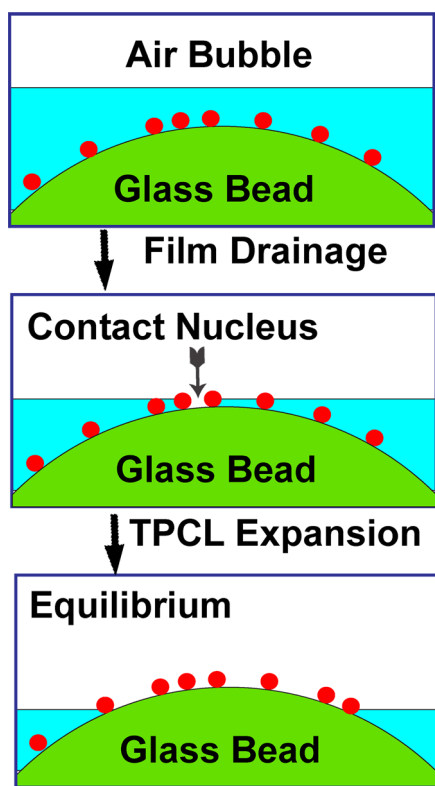 Air Bubble
Glass Bead
Film Drainage
Contact Nucleus
Glass Bead
TPCL Expansion
Equilibrium
Glass Bead